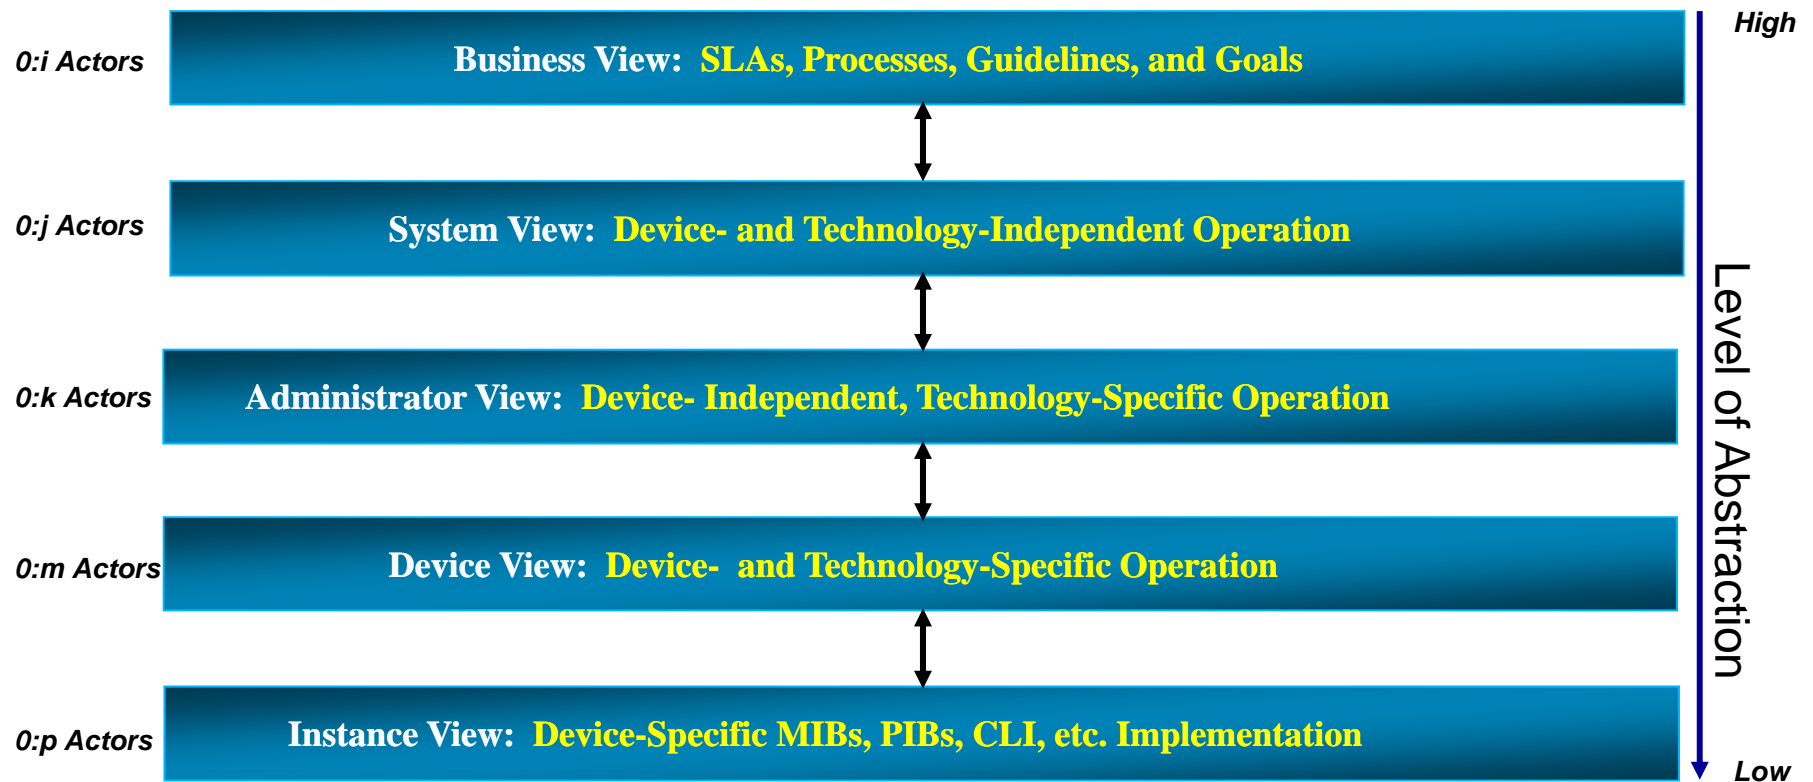 High
0:i Actors
Business View: SLAs, Processes, Guidelines, and Goals
0:j Actors
System View: Device- and Technology-Independent Operation
Level of Abstraction
0:k Actors
Administrator View: Device- Independent, Technology-Specific Operation
0:m Actors
Device View: Device- and Technology-Specific Operation
0:p Actors
Instance View: Device-Specific MIBs, PIBs, CLI, etc. Implementation
Low